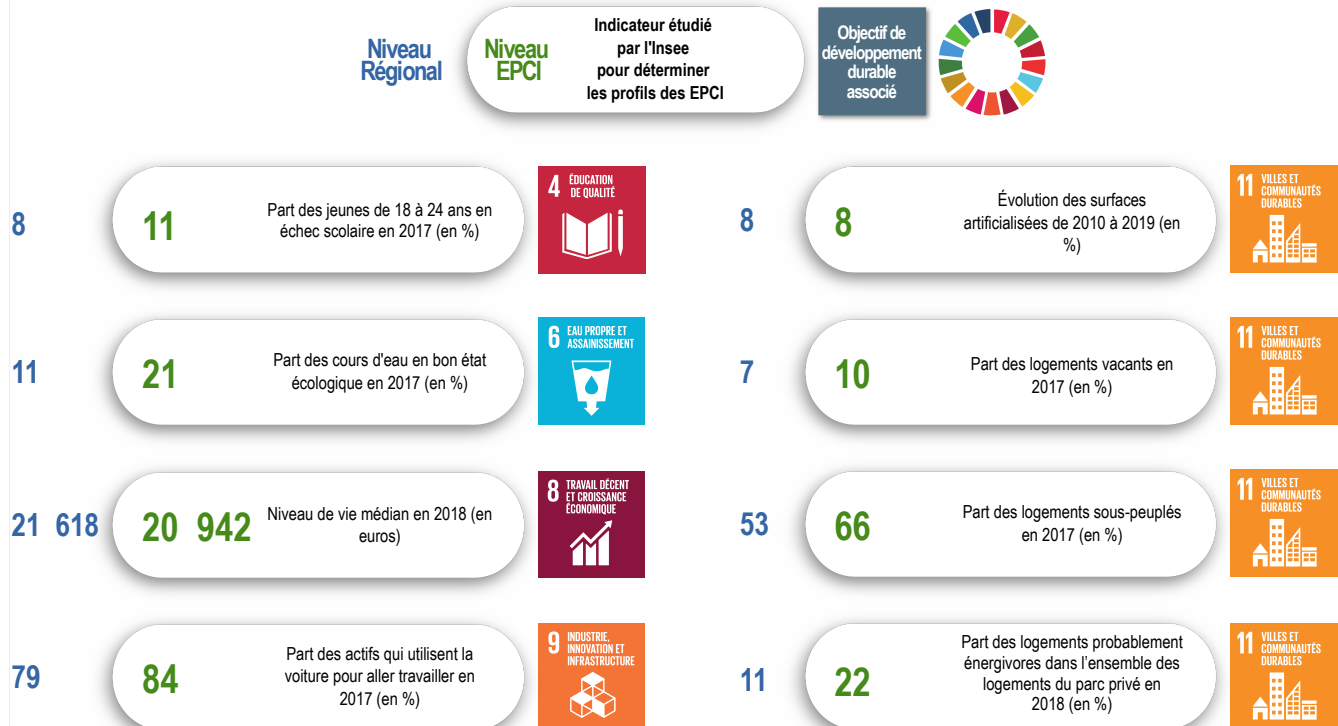 Niveau
Régional
Niveau
EPCI
Indicateur étudié
par l'Insee
pour déterminer
les profils des EPCI
Objectif de
développement
durable
associé
8
11
Part des jeunes de 18 à 24 ans en
échec scolaire en 2017 (en %)
4 ÉDUCATION
DE QUALITÉ
11
21
Part des cours d'eau en bon état
écologique en 2017 (en %)
6 EAU PROPRE ET
ASSAINISSEMENT
21 618
20 942
Niveau de vie médian en 2018 (en
euros)
8 TRAVAIL DÉCENT
ET CROISSANCE
ÉCONOMIQUE
79
84
Part des actifs qui utilisent la
voiture pour aller travailler en
2017 (en %)
9 INDUSTRIE,
INNOVATION ET
INFRASTRUCTURE
8
8
Évolution des surfaces
artificialisées de 2010 à 2019 (en
%)
11 VILLES ET
COMMUNAUTÉS
DURABLES
7
10
Part des logements vacants en
2017 (en %)
11 VILLES ET
COMMUNAUTÉS
DURABLES
53
66
Part des logements sous-peuplés
en 2017 (en %)
11 VILLES ET
COMMUNAUTÉS
DURABLES
11
22
Part des logements probablement
énergivores dans l'ensemble des
logements du parc privé en
2018 (en %)
11 VILLES ET
COMMUNAUTÉS
DURABLES